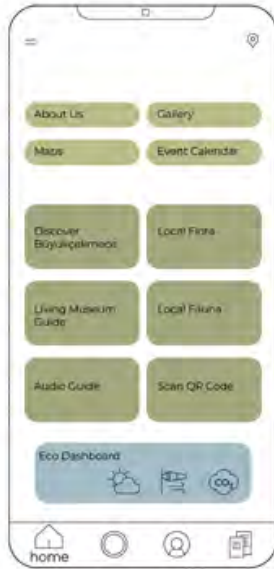 About Us
Gallery
Maps
Event Calendar
Discover
Büyükçekmece
Local Flora
Living Museum
Guide
Local Fauna
Audio Guide
Scan QR Code
Eco Dashboard
CO₂
home